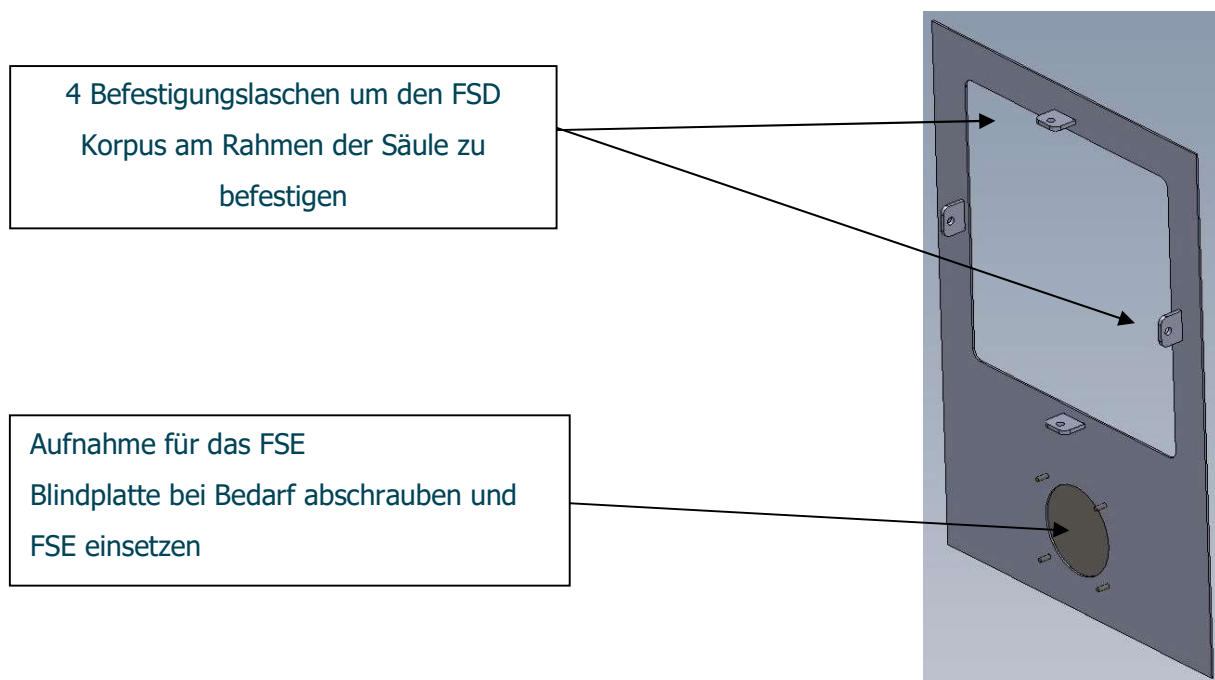 4 Befestigungslaschen um den FSD
Korpus am Rahmen der Säule zu
befestigen
Aufnahme für das FSE
Blindplatte bei Bedarf abschrauben und
FSE einsetzen